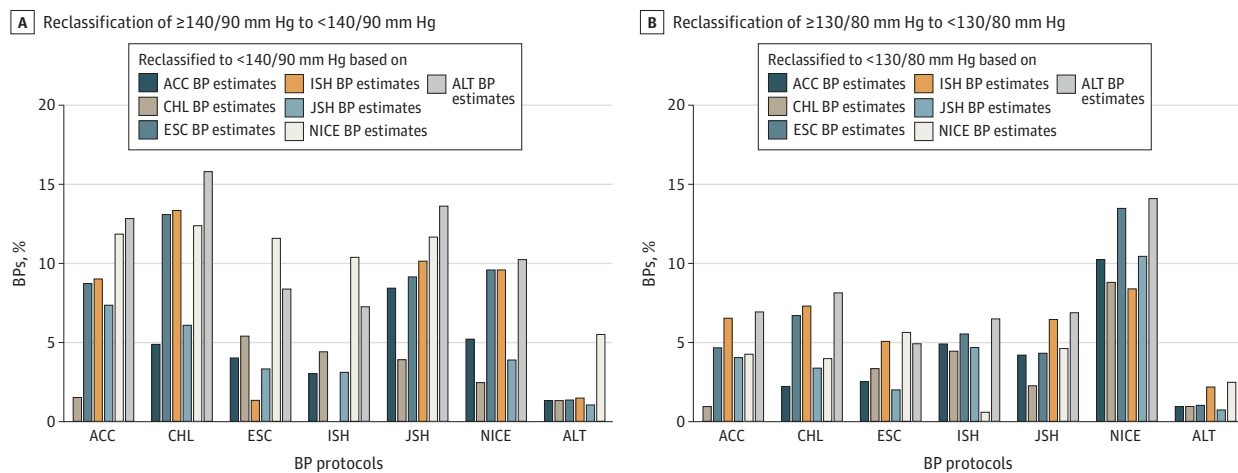 A Reclassification of ≥140/90 mm Hg to <140/90 mm Hg
Reclassified to <140/90 mm Hg based on
ACC BP estimates
CHL BP estimates
ESC BP estimates
ISH BP estimates
JSH BP estimates
NICE BP estimates
ALT BP
estimates
BPs, %
20
15
10
5
0
ACC CHL ESC ISH JSH NICE ALT
BP protocols
B Reclassification of ≥130/80 mm Hg to <130/80 mm Hg
Reclassified to <130/80 mm Hg based on
ACC BP estimates
CHL BP estimates
ESC BP estimates
ISH BP estimates
JSH BP estimates
NICE BP estimates
ALT BP
estimates
BPs, %
20
15
10
5
0
ACC CHL ESC ISH JSH NICE ALT
BP protocols